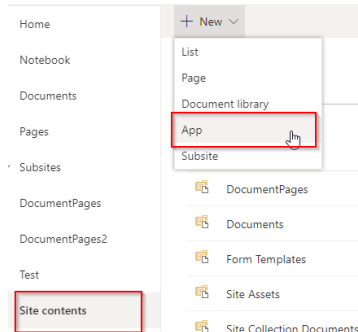 Home
Notebook
Documents
Pages
Subsites
DocumentPages
DocumentPages2
Test
Site contents
+ New
List
Page
Document library
App
Subsite
DocumentPages
Documents
Form Templates
Site Assets
Site Collection Documents